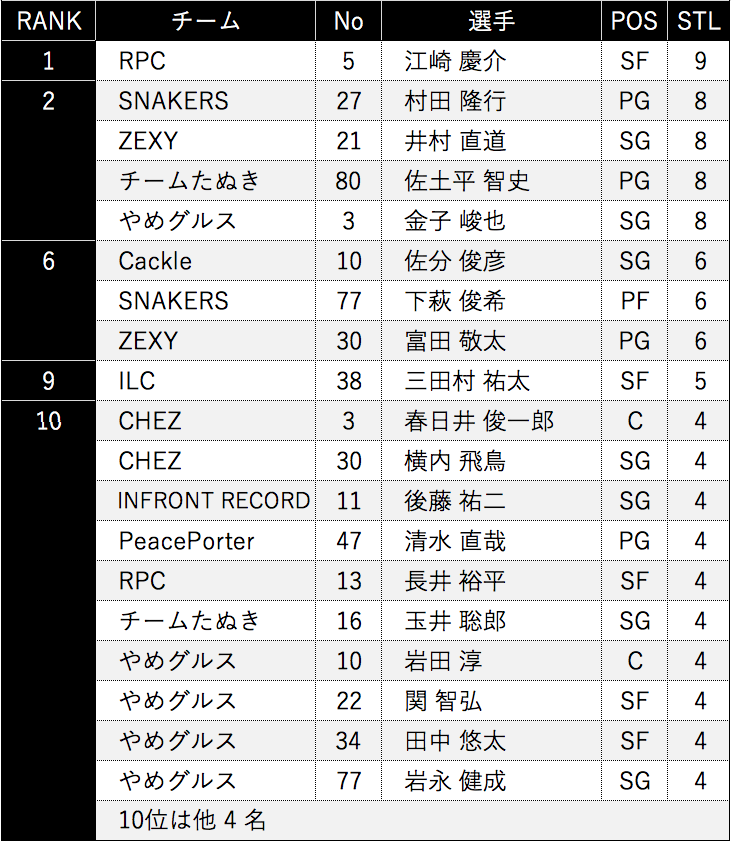 RANK チーム No 選手 POS STL
1 RPC 5 江崎 慶介 SF 9
2 SNAKERS 27 村田 隆行 PG 8
ZEXY 21 井村 直道 SG 8
チームたぬき 80 佐土平 智史 PG 8
やめグルス 3 金子 峻也 SG 8
6 Cackle 10 佐分 俊彦 SG 6
SNAKERS 77 下萩 俊希 PF 6
ZEXY 30 富田 敬太 PG 6
9 ILC 38 三田村 祐太 SF 5
10 CHEZ 3 春日井 俊一郎 C 4
CHEZ 30 横内 飛鳥 SG 4
INFRONT RECORD 11 後藤 祐二 SG 4
PeacePorter 47 清水 直哉 PG 4
RPC 13 長井 裕平 SF 4
チームたぬき 16 玉井 聡郎 SG 4
やめグルス 10 岩田 淳 C 4
やめグルス 22 関 智弘 SF 4
やめグルス 34 田中 悠太 SF 4
やめグルス 77 岩永 健成 SG 4
10位は他 4 名